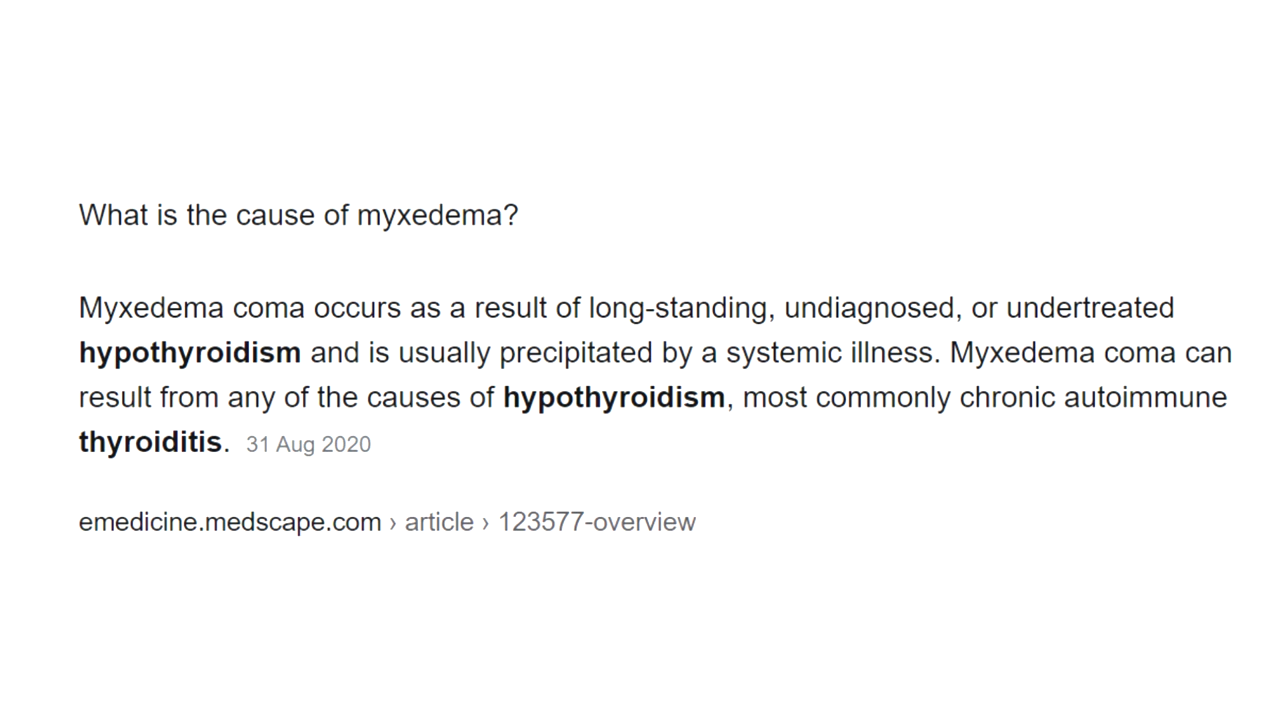 What is the cause of myxedema?
Myxedema coma occurs as a result of long-standing, undiagnosed, or undertreated
hypothyroidism and is usually precipitated by a systemic illness. Myxedema coma can
result from any of the causes of hypothyroidism, most commonly chronic autoimmune
thyroiditis. 31 Aug 2020
emedicine.medscape.com › article › 123577-overview